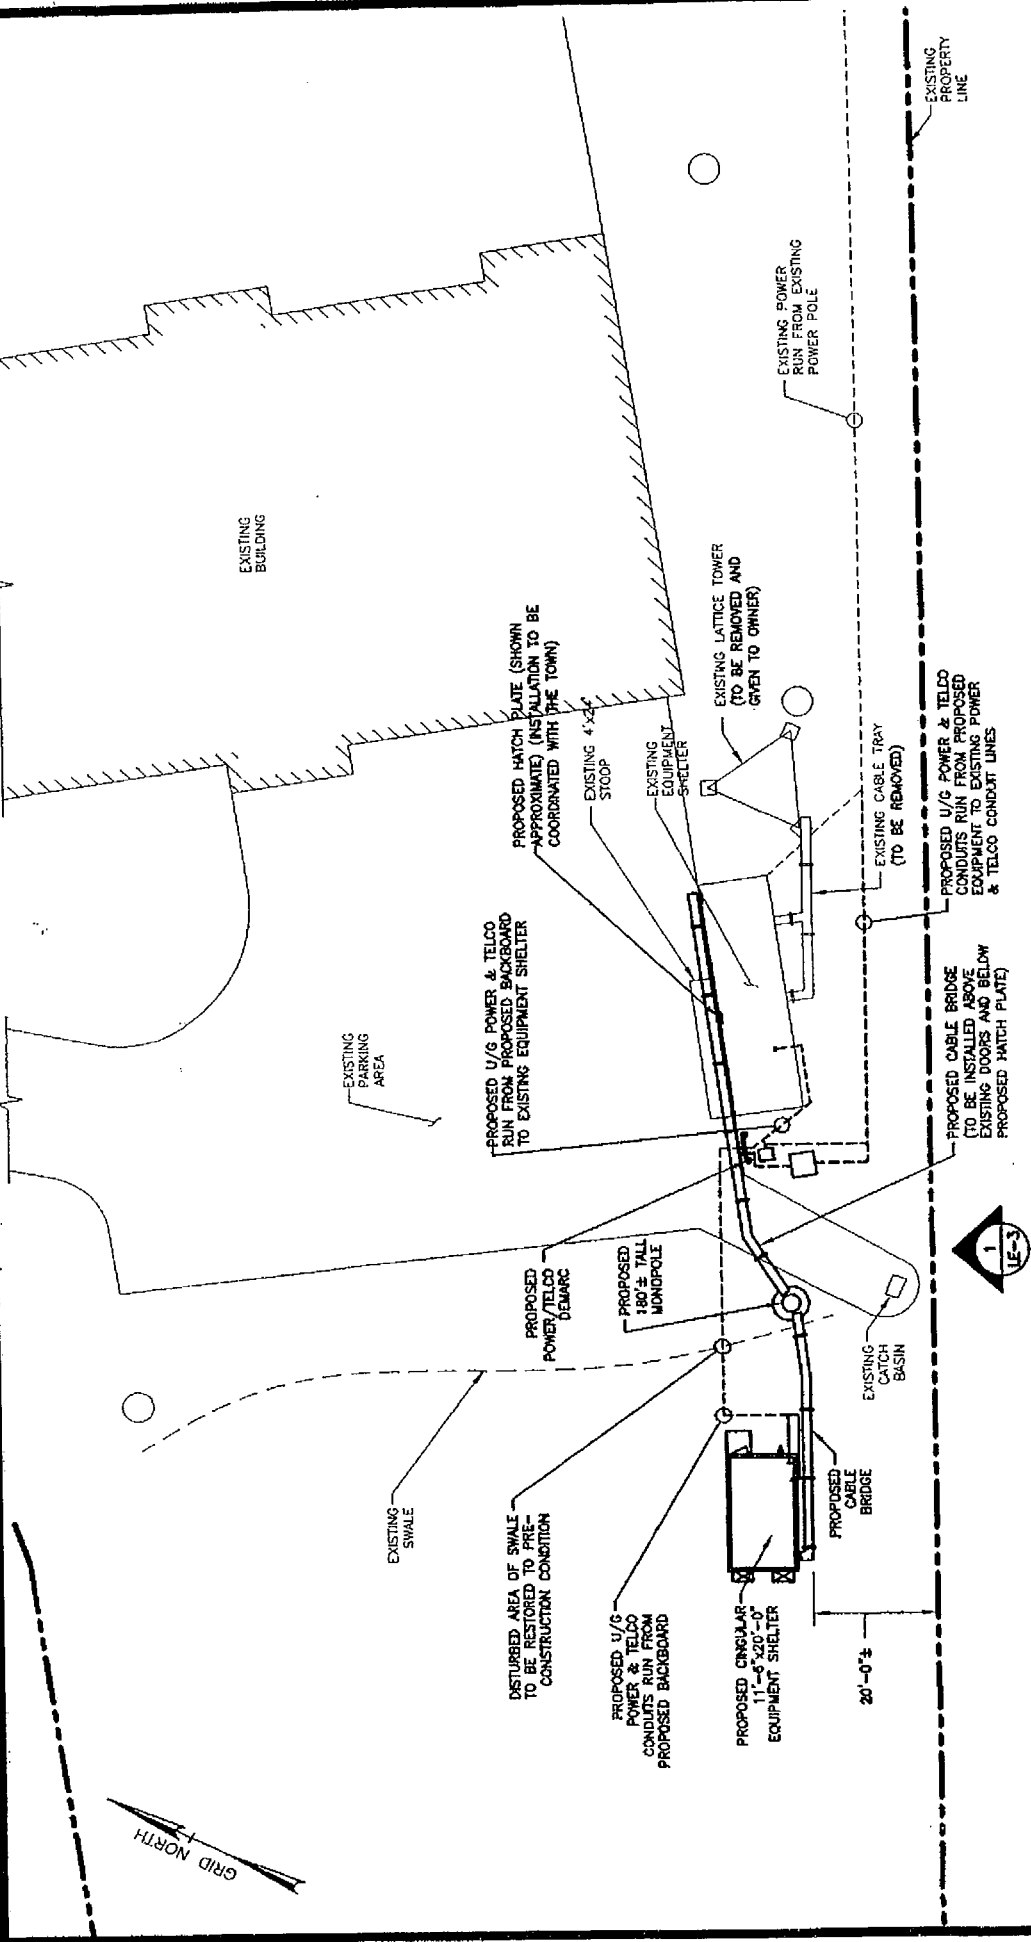 EXISTING
PROPERTY
LINE
EXISTING POWER
RUN FROM EXISTING
POWER POLE
EXISTING
BUILDING
PROPOSED HATCH PLATE (SHOWN
APPROXIMATE) (INSTALLATION TO BE
COORDINATED WITH THE TOWN)
EXISTING 4'x24'
STOOP
EXISTING
EQUIPMENT
SHELTER
EXISTING LATTICE TOWER
(TO BE REMOVED AND
GIVEN TO OWNER)
EXISTING CABLE TRAY
(TO BE REMOVED)
PROPOSED U/G POWER & TELCO
CONDUITS RUN FROM PROPOSED
EQUIPMENT TO EXISTING POWER
& TELCO CONDUIT LINES
PROPOSED U/G POWER & TELCO
RUN FROM PROPOSED BACKBOARD
TO EXISTING EQUIPMENT SHELTER
EXISTING
PARKING
AREA
PROPOSED CABLE BRIDGE
(TO BE INSTALLED ABOVE
EXISTING DOORS AND BELOW
PROPOSED HATCH PLATE)
PROPOSED
POWER/TELCO
DEMARC
PROPOSED
180'± TALL
MONOPOLE
1
LE-3
EXISTING
CATCH
BASIN
EXISTING
SWALE
DISTURBED AREA OF SWALE
TO BE RESTORED TO PRE-
CONSTRUCTION CONDITION
PROPOSED
CABLE
BRIDGE
PROPOSED U/G
POWER & TELCO
CONDUITS RUN FROM
PROPOSED BACKBOARD
PROPOSED CINGULAR
11'-6"x20'-0"
EQUIPMENT SHELTER
20'-0"±
GRID NORTH